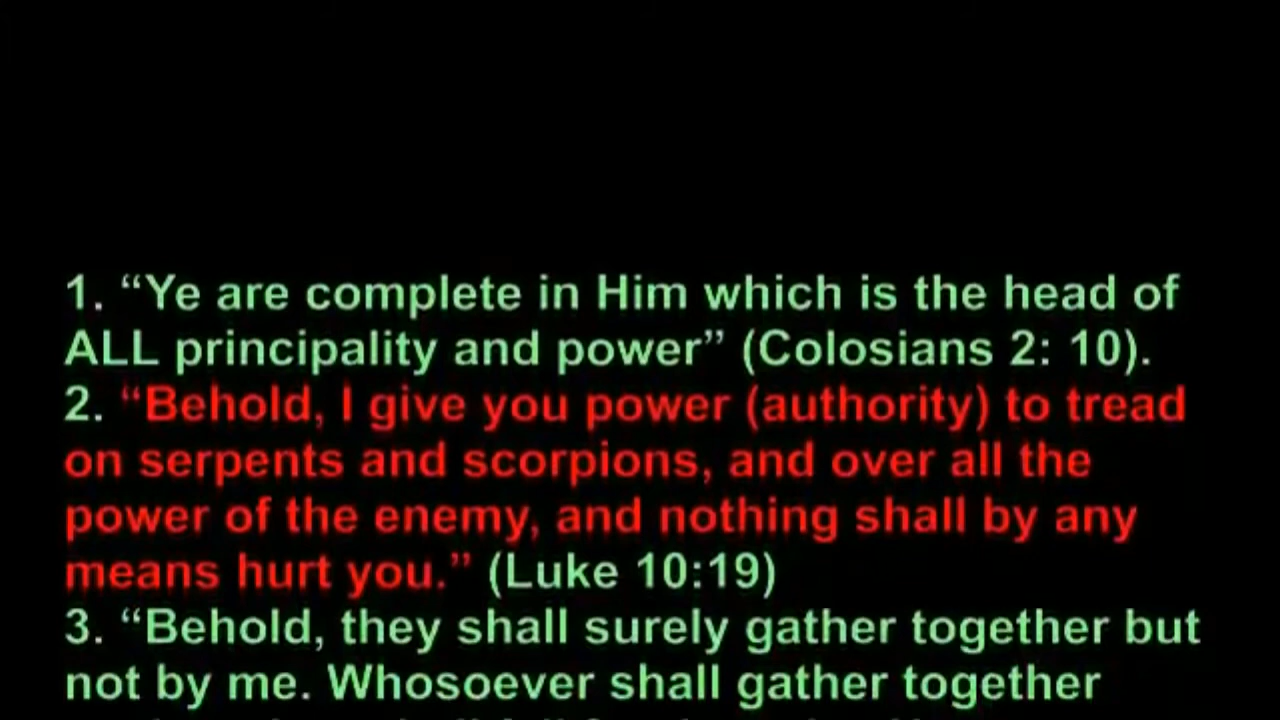 1. “Ye are complete in Him which is the head of
ALL principality and power” (Colosians 2: 10).
2. “Behold, I give you power (authority) to tread
on serpents and scorpions, and over all the
power of the enemy, and nothing shall by any
means hurt you.” (Luke 10:19)
3. “Behold, they shall surely gather together but
not by me. Whosoever shall gather together